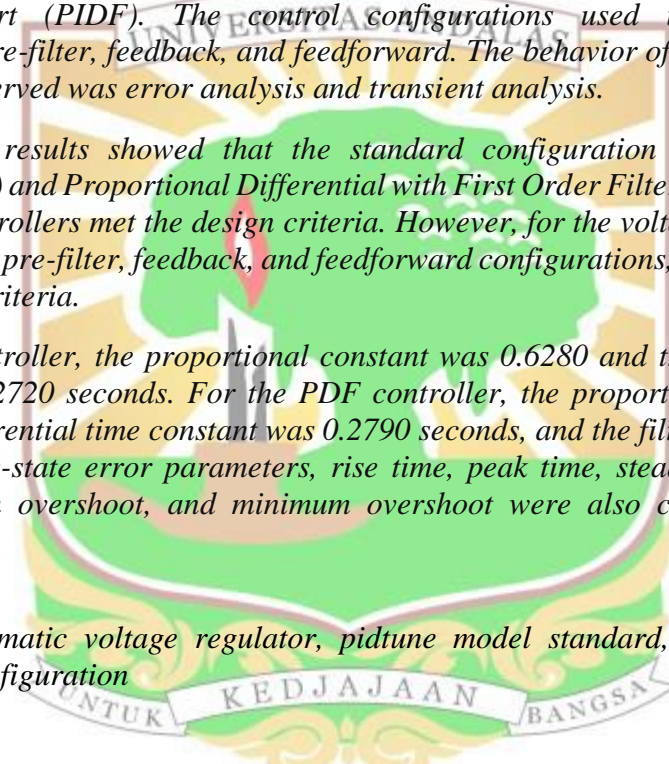 rt (PIDF). The control configurations used
UNIVERSITAS ANDALAS
re-filter, feedback, and feedforward. The behavior of
erved was error analysis and transient analysis.
results showed that the standard configuration
) and Proportional Differential with First Order Filte
rollers met the design criteria. However, for the volt
pre-filter, feedback, and feedforward configurations,
riteria.
troller, the proportional constant was 0.6280 and t
2720 seconds. For the PDF controller, the proport
erential time constant was 0.2790 seconds, and the fil
-state error parameters, rise time, peak time, stea
overshoot, and minimum overshoot were also c
matic voltage regulator, pidtune model standard,
figuration
UNTUK KEDJAJAAN BANGSA